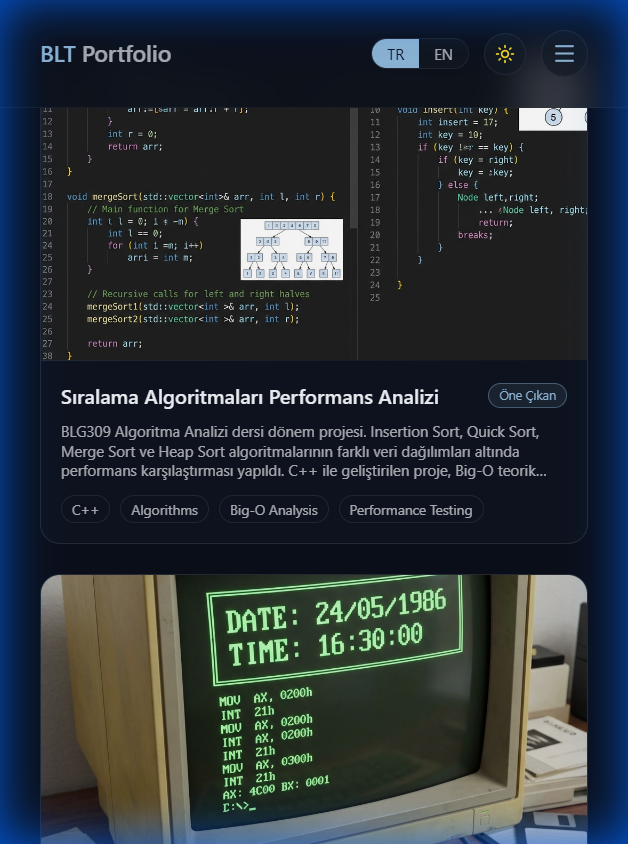 BLT Portfolio
TR EN
11 arr.=[sarr = arr.r + r];
12 }
13 int r = 0;
14 return arr;
15 }
16 }
17
18 void mergeSort(std::vector<int>& arr, int l, int r) {
19 // Main function for Merge Sort
20 l = 0;
21 int l == 0;
24 for (int i =m; i++)
25 arri = int m;
26 }
23 // Recursive calls for left and right halves
24 mergeSort1(std::vector<int >& arr, int l);
25 mergeSort2(std::vector<int >& arr, int r);
26
27 return arr;
38 }
10 void insert(int key) {
11 int insert = 17;
12 int key = 10;
13 if (key == key) {
14 if (key = right)
15 key = key;
16 } else {
17 Node left,right;
18 ... Node left, right;
19 return;
20 breaks;
21 }
22 }
23
24 }
25
5
Sıralama Algoritmaları Performans Analizi
Öne Çıkan
BLG309 Algoritma Analizi dersi dönem projesi. Insertion Sort, Quick Sort,
Merge Sort ve Heap Sort algoritmalarının farklı veri dağılımları altında
performans karşılaştırması yapıldı. C++ ile geliştirilen proje, Big-O teorik...
C++ Algorithms Big-O Analysis Performance Testing
DATE: 24/05/1986
TIME: 16:30:00
MOV AX, 0200h
INT 21h
MOV AX, 0200h
INT AX, 0200h
INT 21h
MOV AX, 0300h
INT 21h
AX: 4C00 BX: 0001
C:\>_